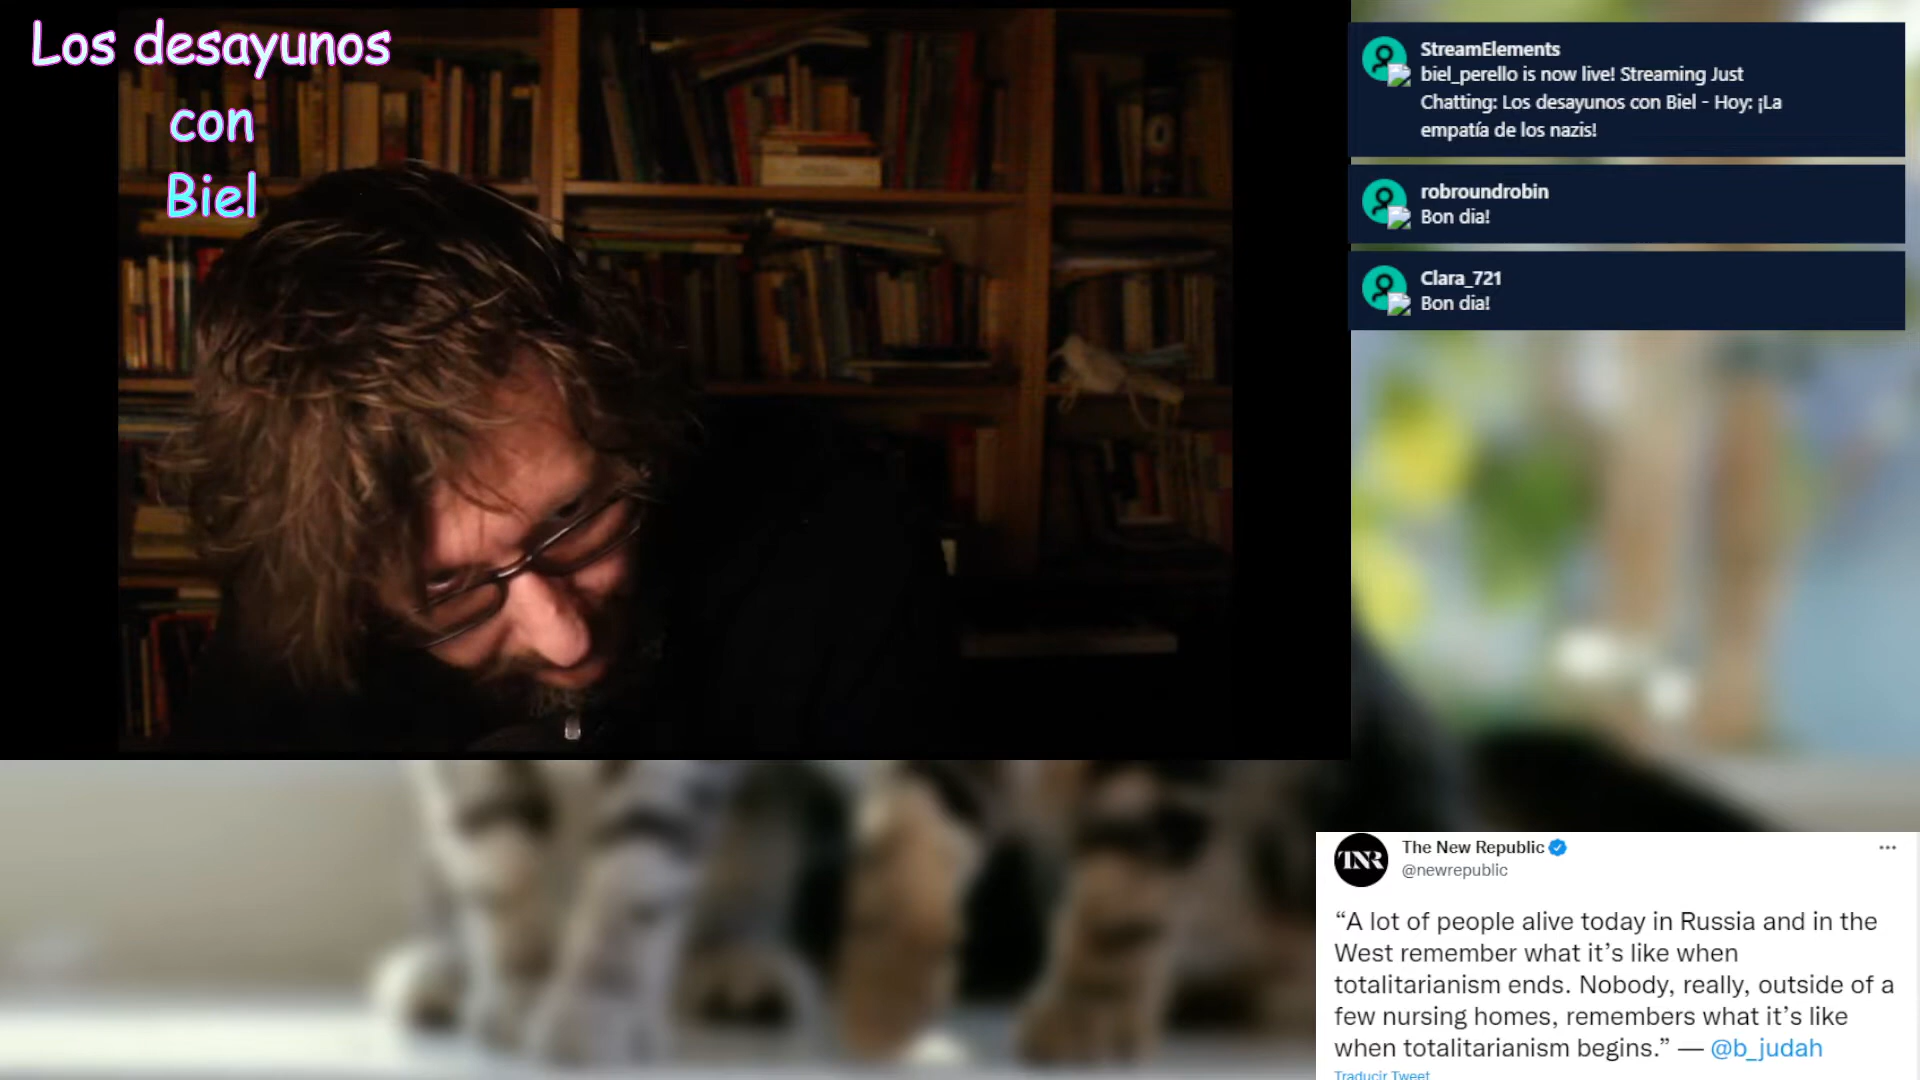 Los desayunos
con
Biel
StreamElements
biel_perello is now live! Streaming Just
Chatting: Los desayunos con Biel - Hoy: ¡La
empatía de los nazis!
robroundrobin
Bon dia!
Clara_721
Bon dia!
TNR
The New Republic
@newrepublic
“A lot of people alive today in Russia and in the
West remember what it’s like when
totalitarianism ends. Nobody, really, outside of a
few nursing homes, remembers what it’s like
when totalitarianism begins.” — @b_judah
Traducir Tweet